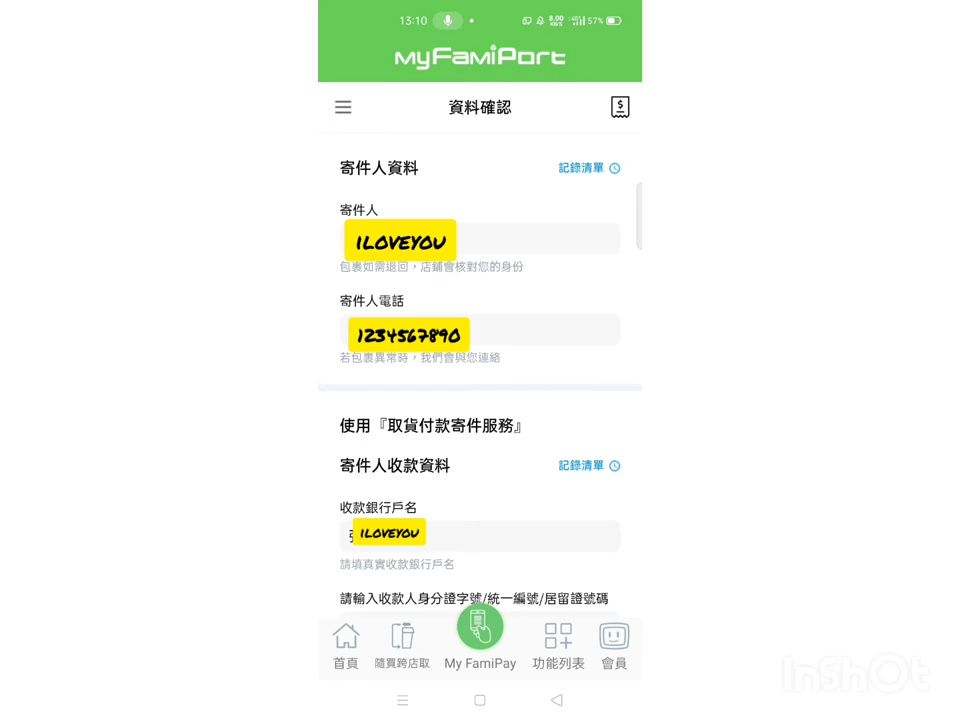 13:10 8.00 KB/S 4G 57%
MYFAMIPORT
資料確認
寄件人資料 記錄清單
寄件人
ILOVEYOU
包裹如需退回，店鋪會核對您的身份
寄件人電話
1234567890
若包裹異常時，我們會與您連絡
使用『取貨付款寄件服務』
寄件人收款資料 記錄清單
收款銀行戶名
ILOVEYOU
請填真實收款銀行戶名
請輸入收款人身分證字號/統一編號/居留證號碼
首頁 隨買跨店取 My FamiPay 功能列表 會員
InShOt